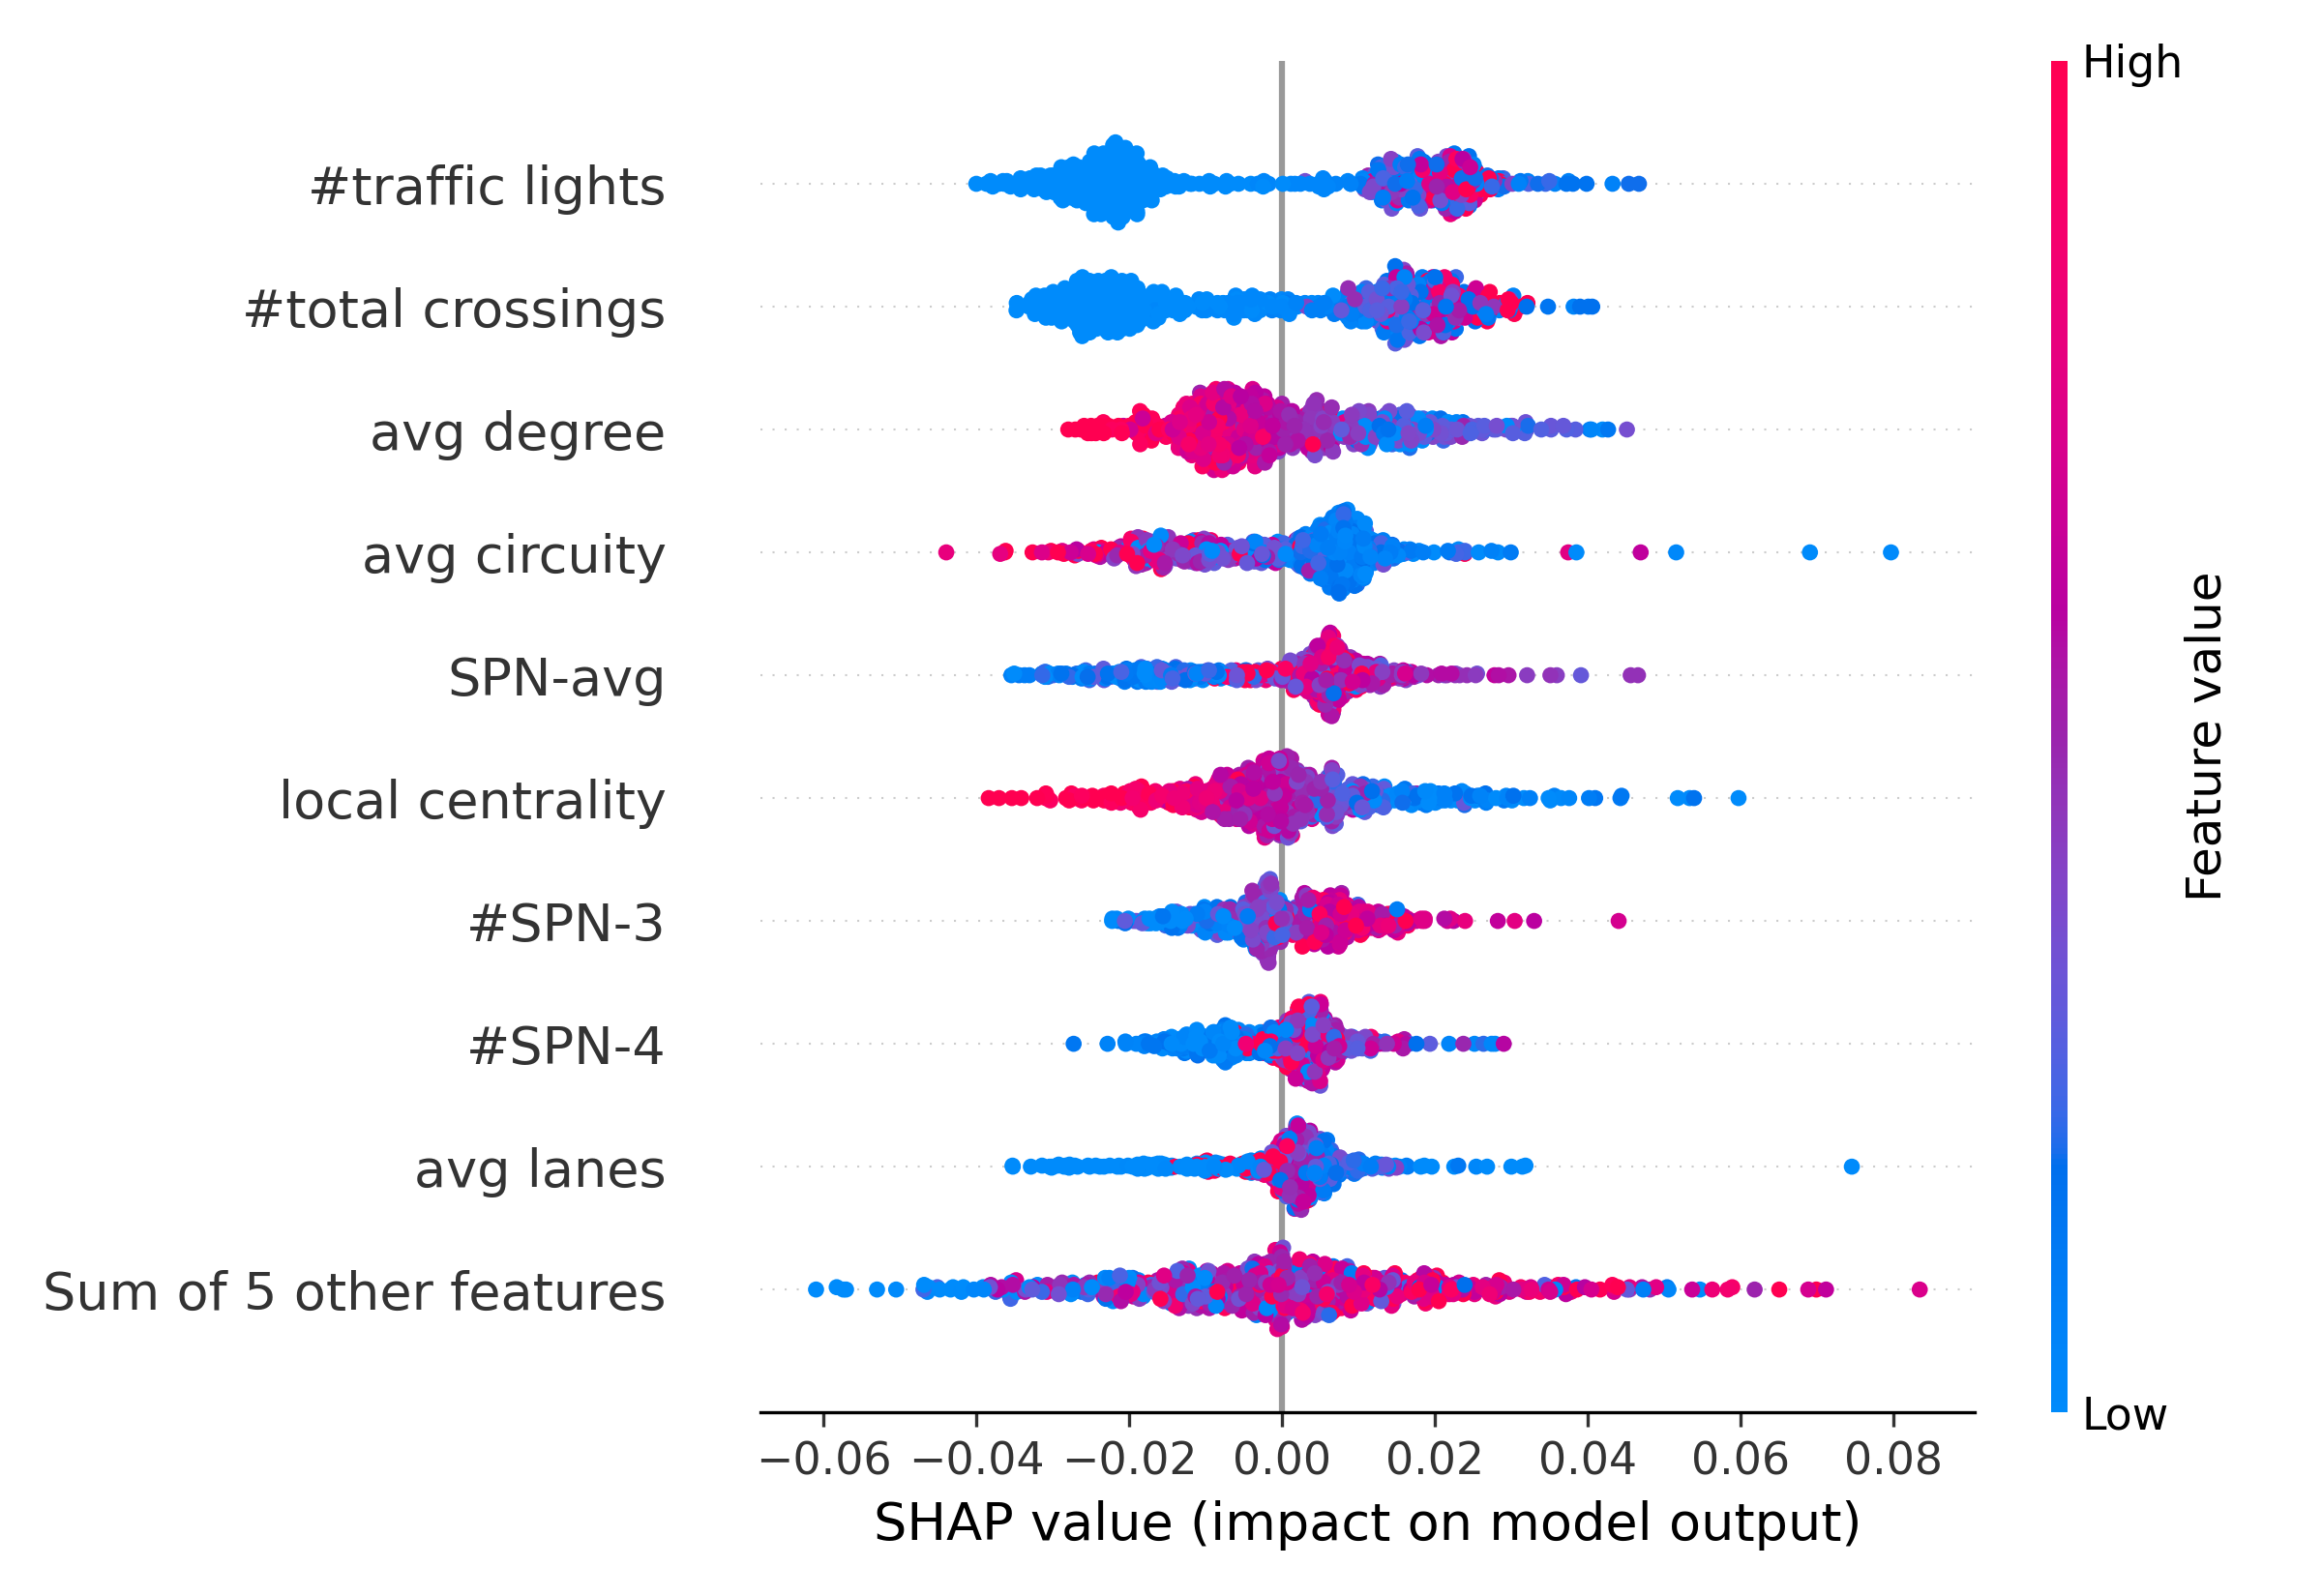 High
#traffic lights
#total crossings
avg degree
avg circuity
SPN-avg
local centrality
#SPN-3
#SPN-4
avg lanes
Sum of 5 other features
Feature value
Low
−0.06 −0.04 −0.02 0.00 0.02 0.04 0.06 0.08
SHAP value (impact on model output)